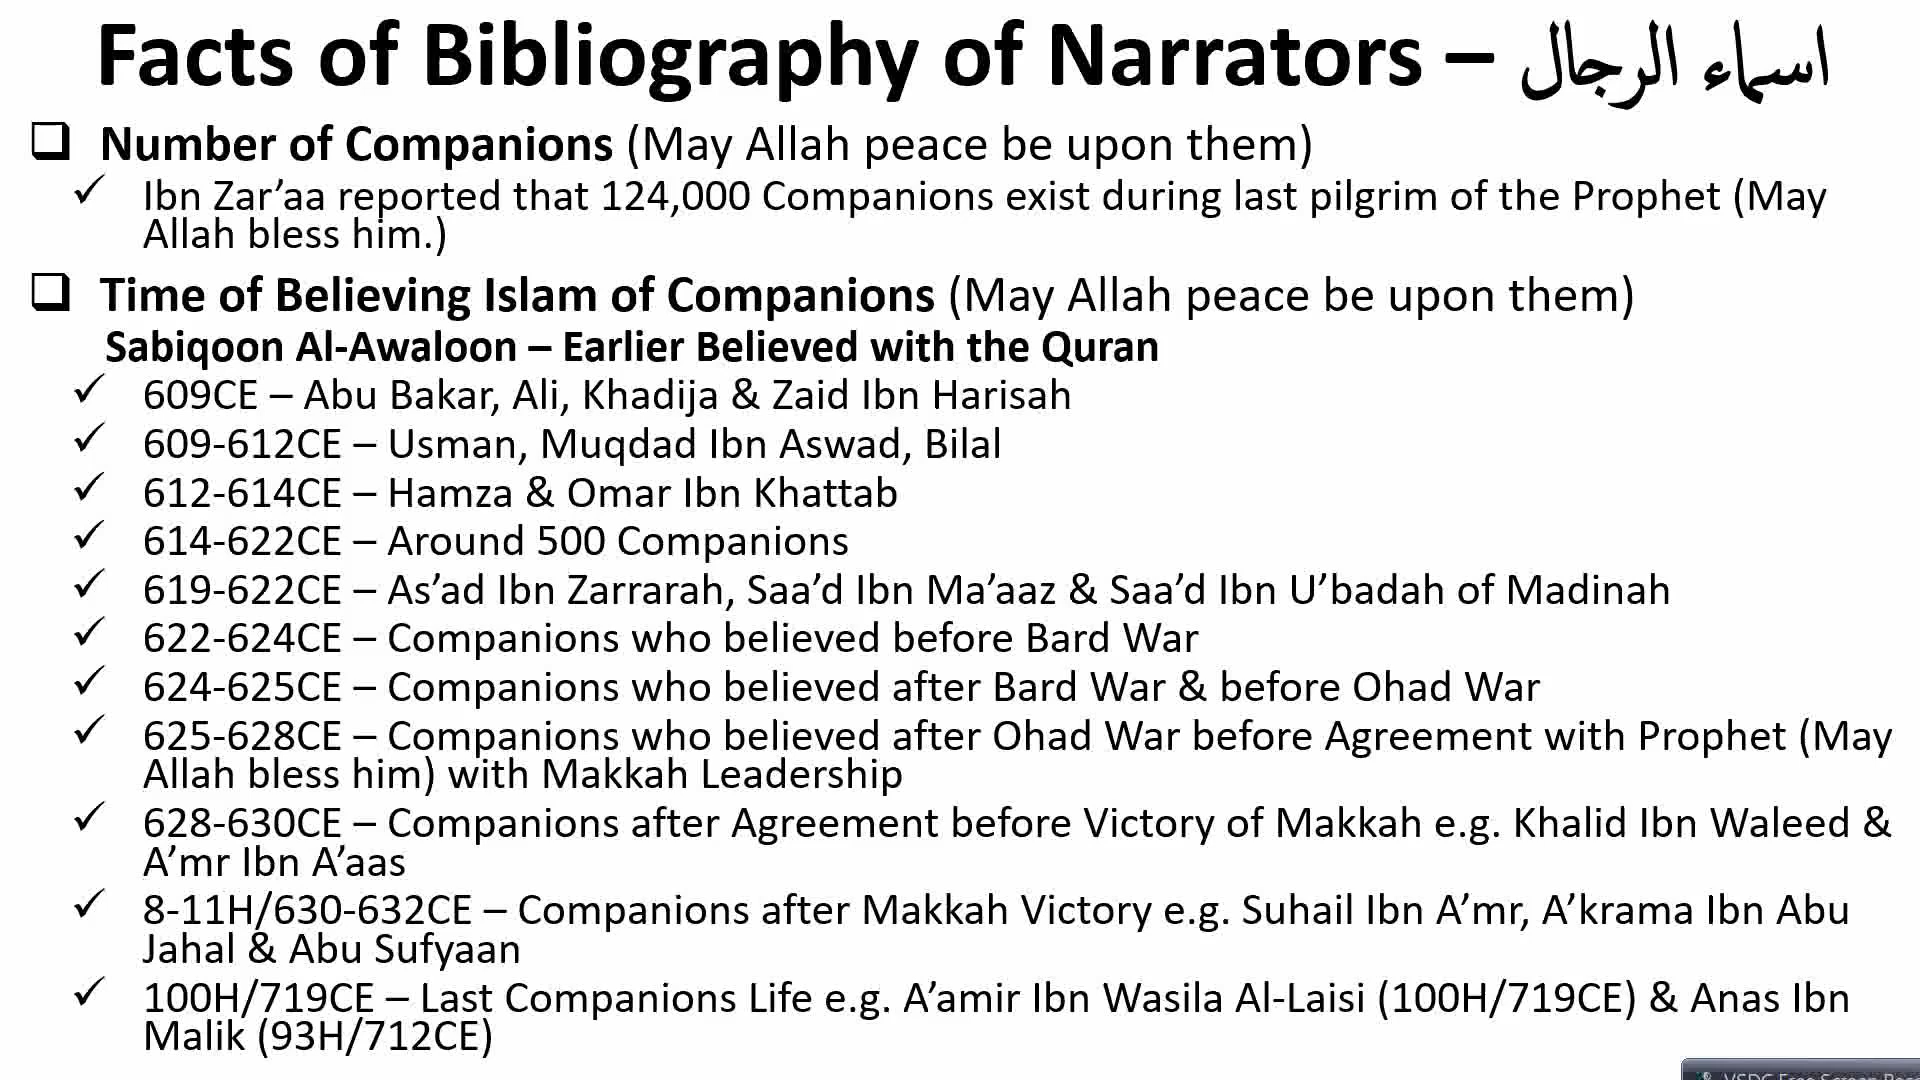 Facts of Bibliography of Narrators – اسماء الرجال
Number of Companions (May Allah peace be upon them)
Ibn Zar’aa reported that 124,000 Companions exist during last pilgrim of the Prophet (May
Allah bless him.)
Time of Believing Islam of Companions (May Allah peace be upon them)
Sabiqoon Al-Awaloon – Earlier Believed with the Quran
609CE – Abu Bakar, Ali, Khadija & Zaid Ibn Harisah
609-612CE – Usman, Muqdad Ibn Aswad, Bilal
612-614CE – Hamza & Omar Ibn Khattab
614-622CE – Around 500 Companions
619-622CE – As’ad Ibn Zarrarah, Saa’d Ibn Ma’aaz & Saa’d Ibn U’badah of Madinah
622-624CE – Companions who believed before Bard War
624-625CE – Companions who believed after Bard War & before Ohad War
625-628CE – Companions who believed after Ohad War before Agreement with Prophet (May
Allah bless him) with Makkah Leadership
628-630CE – Companions after Agreement before Victory of Makkah e.g. Khalid Ibn Waleed &
A’mr Ibn A’aas
8-11H/630-632CE – Companions after Makkah Victory e.g. Suhail Ibn A’mr, A’krama Ibn Abu
Jahal & Abu Sufyaan
100H/719CE – Last Companions Life e.g. A’amir Ibn Wasila Al-Laisi (100H/719CE) & Anas Ibn
Malik (93H/712CE)
VSDC Free Screen